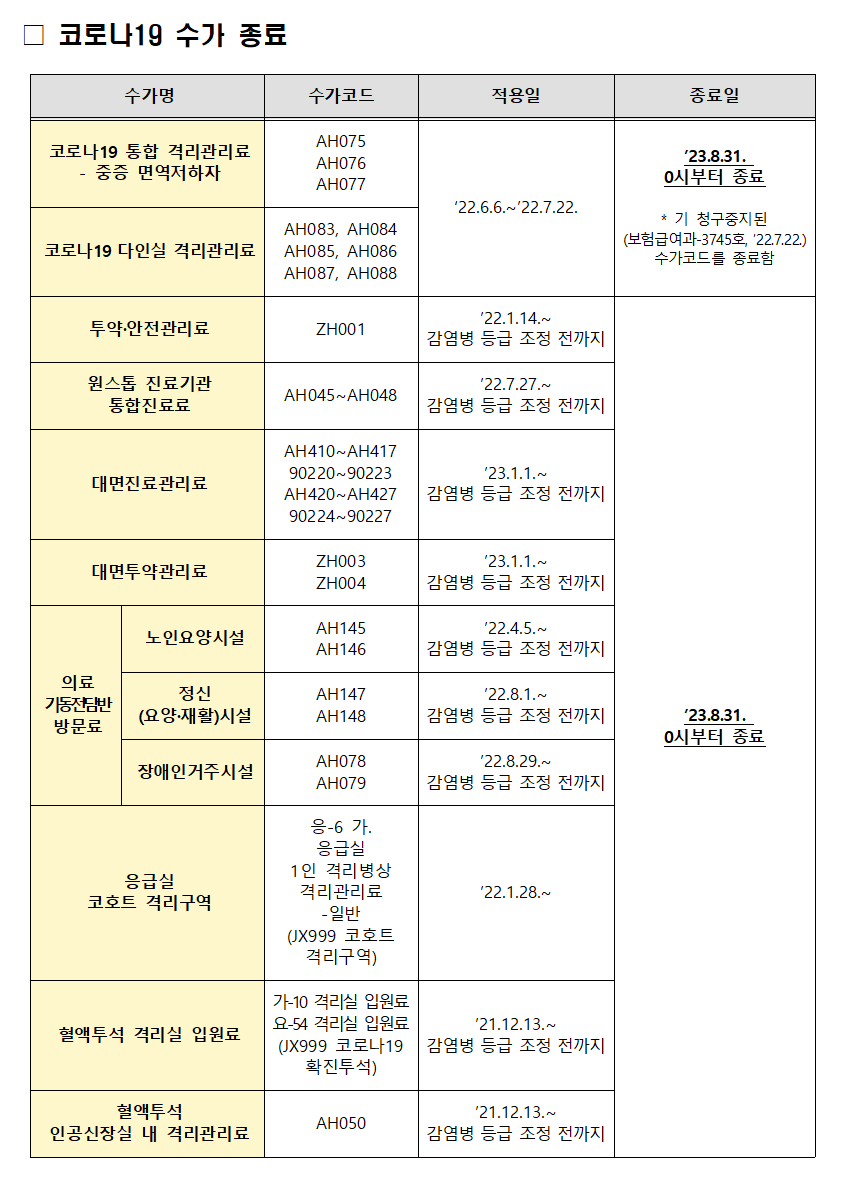 □ 코로나19 수가 종료
수가명 수가코드 적용일 종료일
코로나19 통합 격리관리료
- 중증 면역저하자
AH075
AH076
AH077
‘22.6.6.~’22.7.22.
’23.8.31.
0시부터 종료
* 기 청구중지된
(보험급여과-3745호, ’22.7.22.)
수가코드를 종료함
코로나19 다인실 격리관리료
AH083, AH084
AH085, AH086
AH087, AH088
투약·안전관리료
ZH001
’22.1.14.~
감염병 등급 조정 전까지
원스톱 진료기관
통합진료료
AH045~AH048
’22.7.27.~
감염병 등급 조정 전까지
대면진료관리료
AH410~AH417
90220~90223
AH420~AH427
90224~90227
’23.1.1.~
감염병 등급 조정 전까지
대면투약관리료
ZH003
ZH004
’23.1.1.~
감염병 등급 조정 전까지
의료
기동전담반
방문료
노인요양시설
AH145
AH146
’22.4.5.~
감염병 등급 조정 전까지
정신
(요양·재활)시설
AH147
AH148
’22.8.1.~
감염병 등급 조정 전까지
’23.8.31.
0시부터 종료
장애인거주시설
AH078
AH079
’22.8.29.~
감염병 등급 조정 전까지
응급실
코호트 격리구역
응-6 가.
응급실
1인 격리병상
격리관리료
-일반
(JX999 코호트
격리구역)
’22.1.28.~
혈액투석 격리실 입원료
가-10 격리실 입원료
요-54 격리실 입원료
(JX999 코로나19
확진투석)
’21.12.13.~
감염병 등급 조정 전까지
혈액투석
인공신장실 내 격리관리료
AH050
’21.12.13.~
감염병 등급 조정 전까지